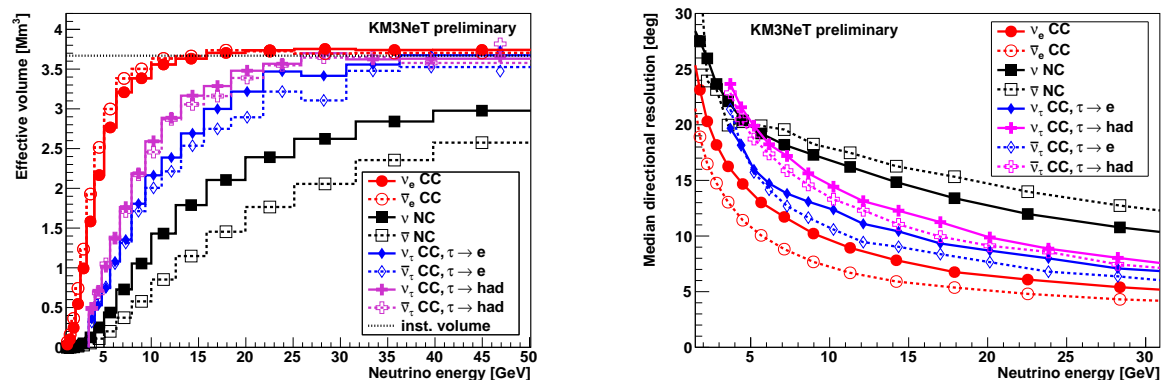 KM3NeT preliminary
Effective volume [Mm³]
4
3.5
3
2.5
2
1.5
1
0.5
0
0 5 10 15 20 25 30 35 40 45 50
Neutrino energy [GeV]
νe CC
ν̄e CC
ν NC
ν̄ NC
ντ CC, τ → e
ν̄τ CC, τ → e
ντ CC, τ → had
ν̄τ CC, τ → had
inst. volume
KM3NeT preliminary
Median directional resolution [deg]
30
25
20
15
10
5
0
5 10 15 20 25 30
Neutrino energy [GeV]
νe CC
ν̄e CC
ν NC
ν̄ NC
ντ CC, τ → e
ν̄τ CC, τ → e
ντ CC, τ → had
ν̄τ CC, τ → had